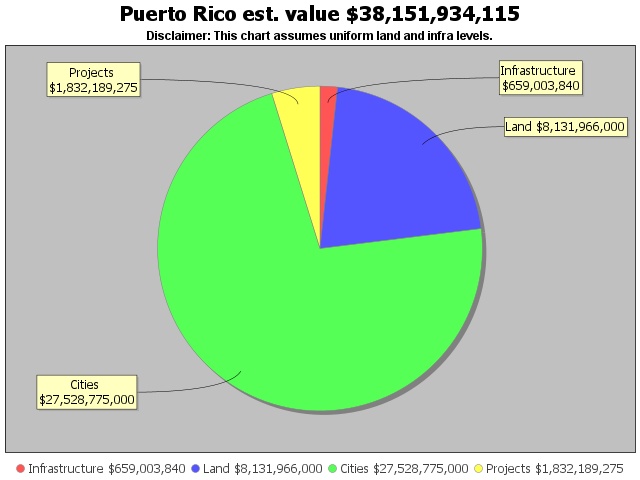 Puerto Rico est. value $38,151,934,115
Disclaimer: This chart assumes uniform land and infra levels.
Projects
$1,832,189,275
Infrastructure
$659,003,840
Land $8,131,966,000
Cities
$27,528,775,000
Infrastructure $659,003,840 Land $8,131,966,000 Cities $27,528,775,000 Projects $1,832,189,275